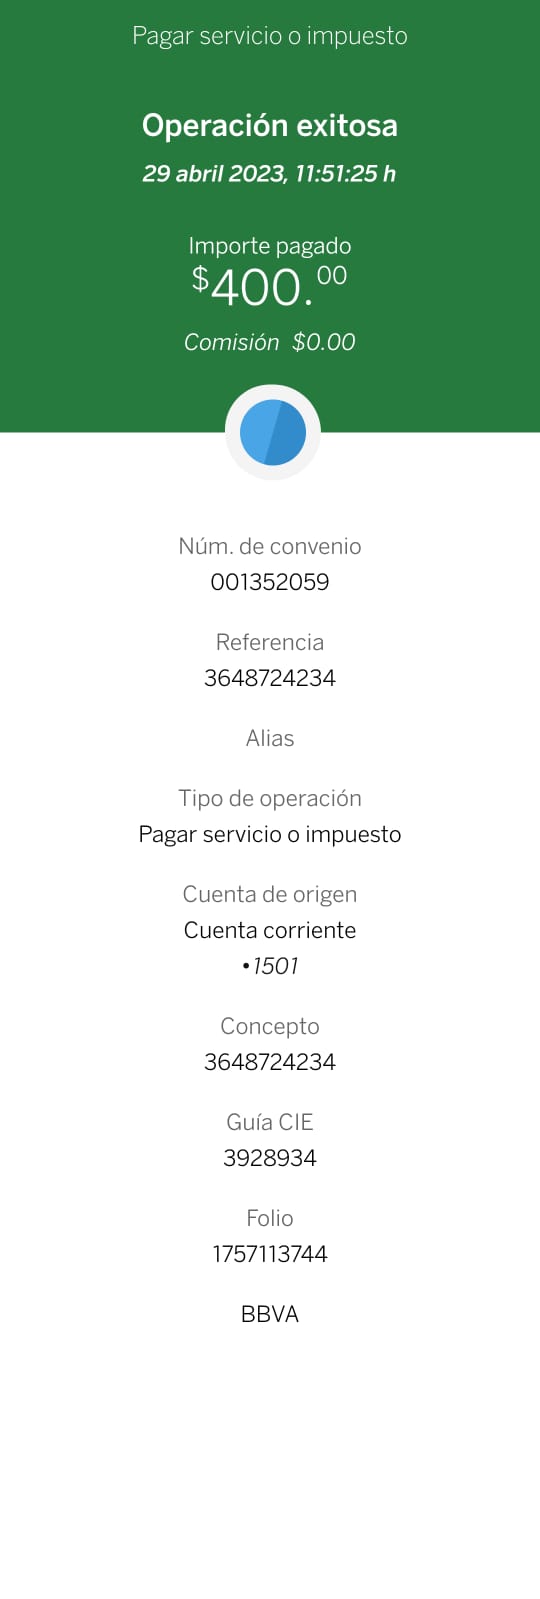 Pagar servicio o impuesto
Operación exitosa
29 abril 2023, 11:51:25 h
Importe pagado
$400.00
Comisión $0.00
Núm. de convenio
001352059
Referencia
3648724234
Alias
Tipo de operación
Pagar servicio o impuesto
Cuenta de origen
Cuenta corriente
•1501
Concepto
3648724234
Guía CIE
3928934
Folio
1757113744
BBVA